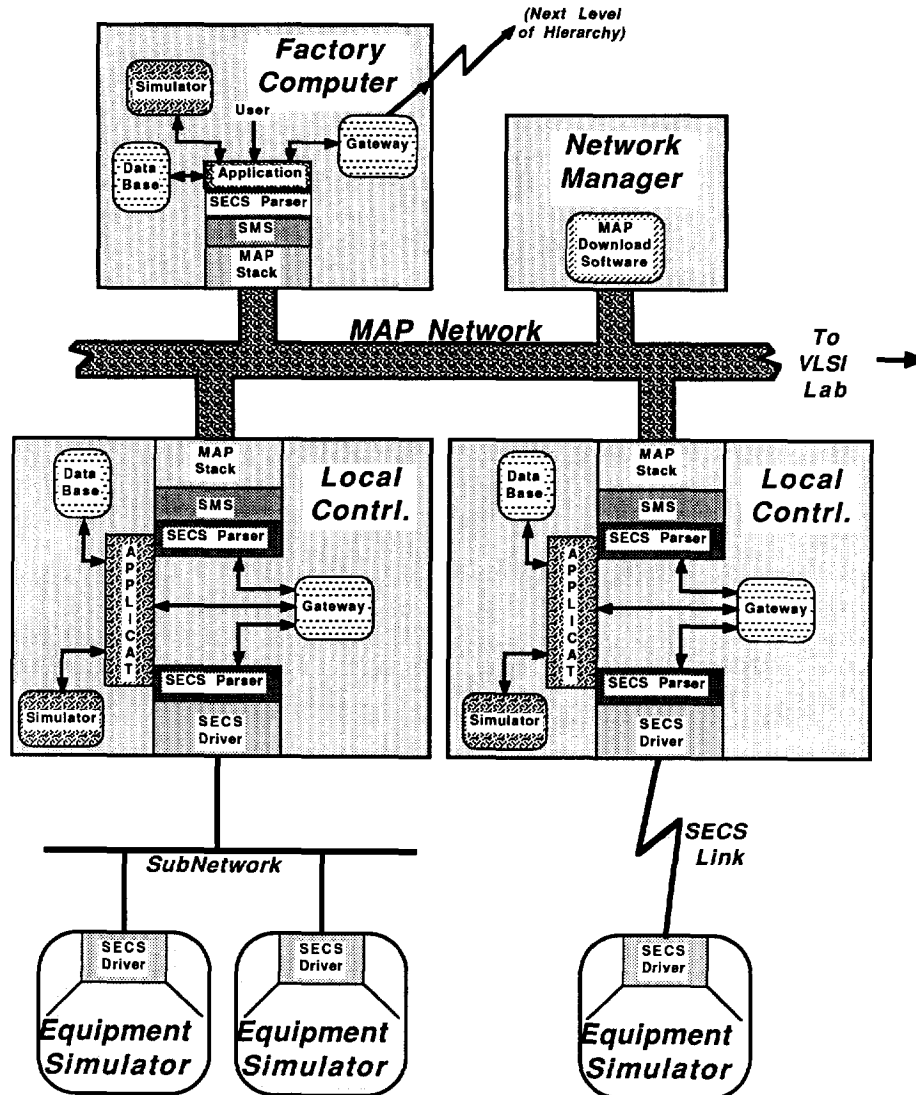 (Next Level
of Hierarchy)
Factory
Computer
Simulator
User
Gateway
Data
Base
Application
SECS Parser
SMS
MAP
Stack
Network
Manager
MAP
Download
Software
MAP Network
To
VLSI
Lab
MAP
Stack
Data
Base
Local
Contrl.
SMS
SECS Parser
APPLICAT
Gateway
SECS Parser
Simulator
SECS
Driver
MAP
Stack
Data
Base
Local
Contrl.
SMS
SECS Parser
APPLICAT
Gateway
SECS Parser
Simulator
SECS
Driver
SubNetwork
SECS
Link
SECS
Driver
Equipment
Simulator
SECS
Driver
Equipment
Simulator
SECS
Driver
Equipment
Simulator